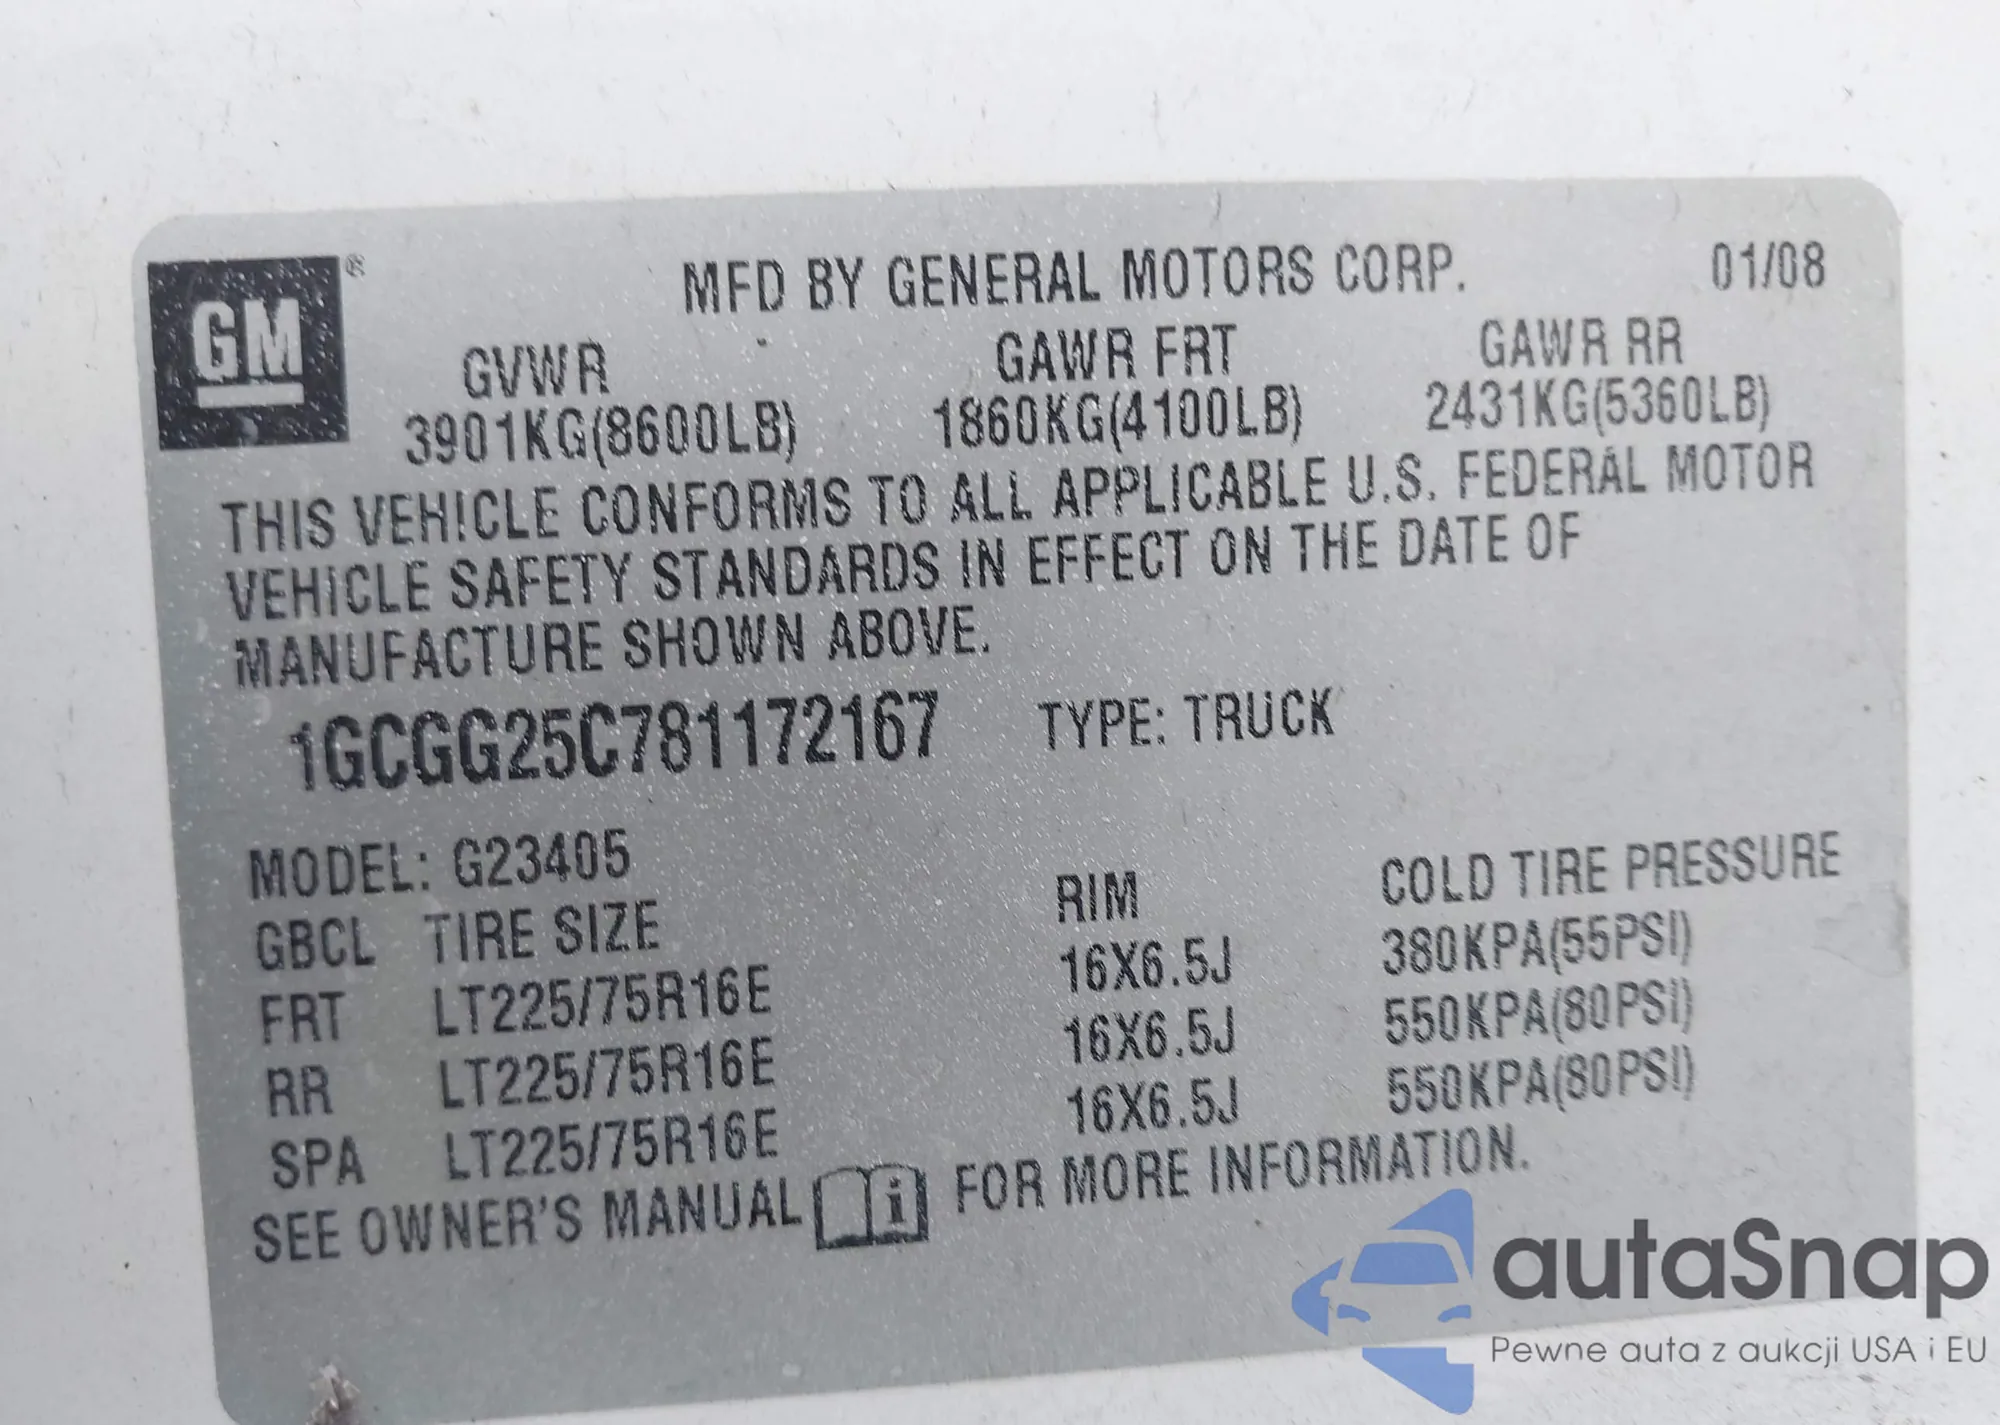 GM®
MFD BY GENERAL MOTORS CORP. 01/08
GVWR GAWR FRT GAWR RR
3901KG(8600LB) 1860KG(4100LB) 2431KG(5360LB)
THIS VEHICLE CONFORMS TO ALL APPLICABLE U.S. FEDERAL MOTOR
VEHICLE SAFETY STANDARDS IN EFFECT ON THE DATE OF
MANUFACTURE SHOWN ABOVE.
1GCGG25C781172167 TYPE: TRUCK
MODEL: G23405
GBCL TIRE SIZE RIM COLD TIRE PRESSURE
FRT LT225/75R16E 16X6.5J 380KPA(55PSI)
RR LT225/75R16E 16X6.5J 550KPA(80PSI)
SPA LT225/75R16E 16X6.5J 550KPA(80PSI)
SEE OWNER'S MANUAL i FOR MORE INFORMATION.
autaSnap
Pewne auta z aukcji USA i EU